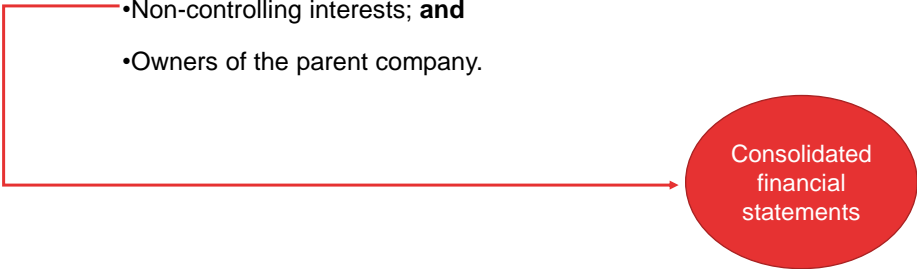 •Non-controlling interests; and
•Owners of the parent company.
Consolidated
financial
statements